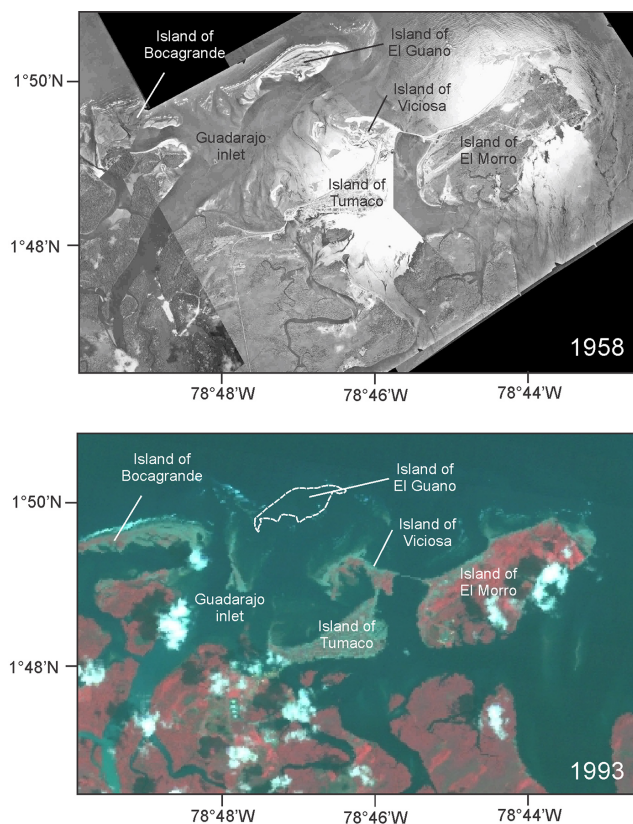 Island of
Bocagrande
Island of
El Guano
1°50'N
Island of
Viciosa
Guadarajo
inlet
Island of
El Morro
Island of
Tumaco
1°48'N
1958
78°48'W
78°46'W
78°44'W
Island of
Bocagrande
Island of
El Guano
1°50'N
Island of
Viciosa
Guadarajo
inlet
Island of
El Morro
Island of
Tumaco
1°48'N
1993
78°48'W
78°46'W
78°44'W